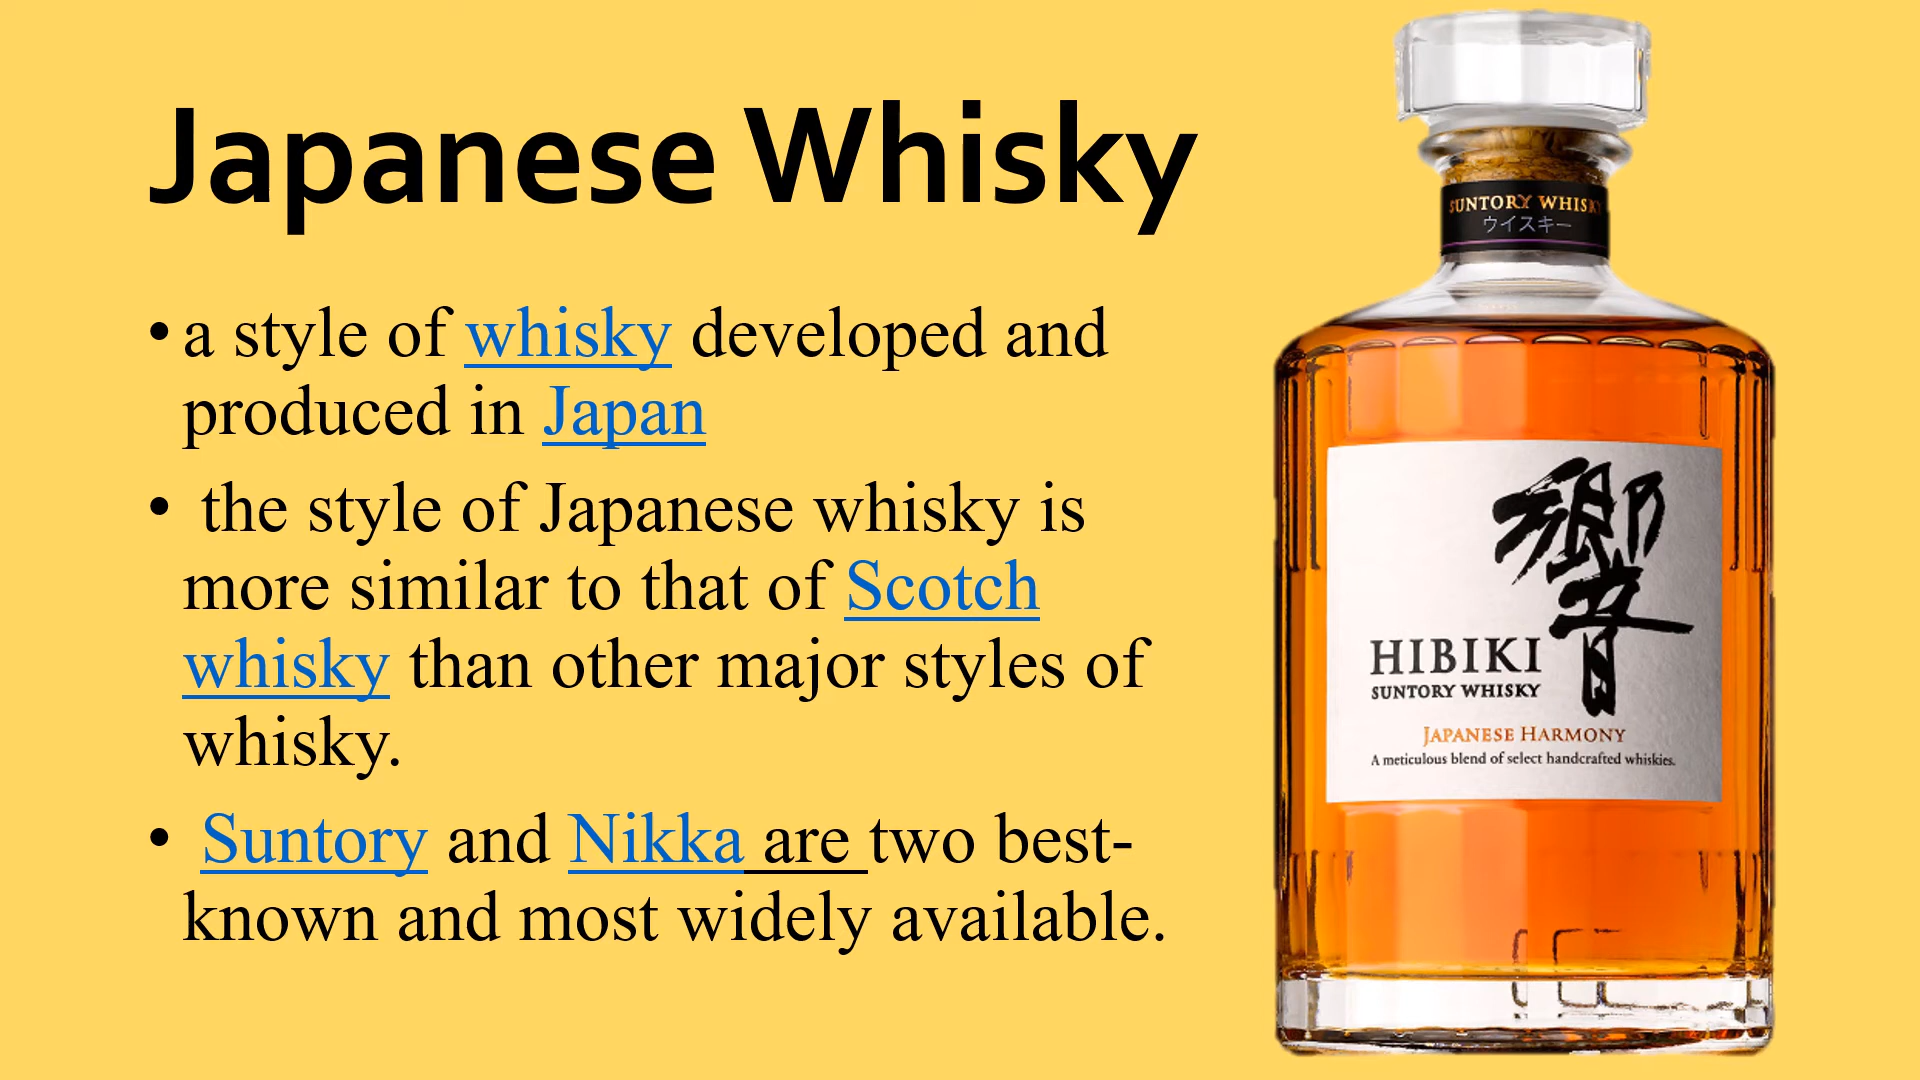 Japanese Whisky
• a style of whisky developed and
produced in Japan
• the style of Japanese whisky is
more similar to that of Scotch
whisky than other major styles of
whisky.
• Suntory and Nikka are two best-
known and most widely available.
SUNTORY WHISKY
ウイスキー
響
HIBIKI
SUNTORY WHISKY
JAPANESE HARMONY
A meticulous blend of select handcrafted whiskies.